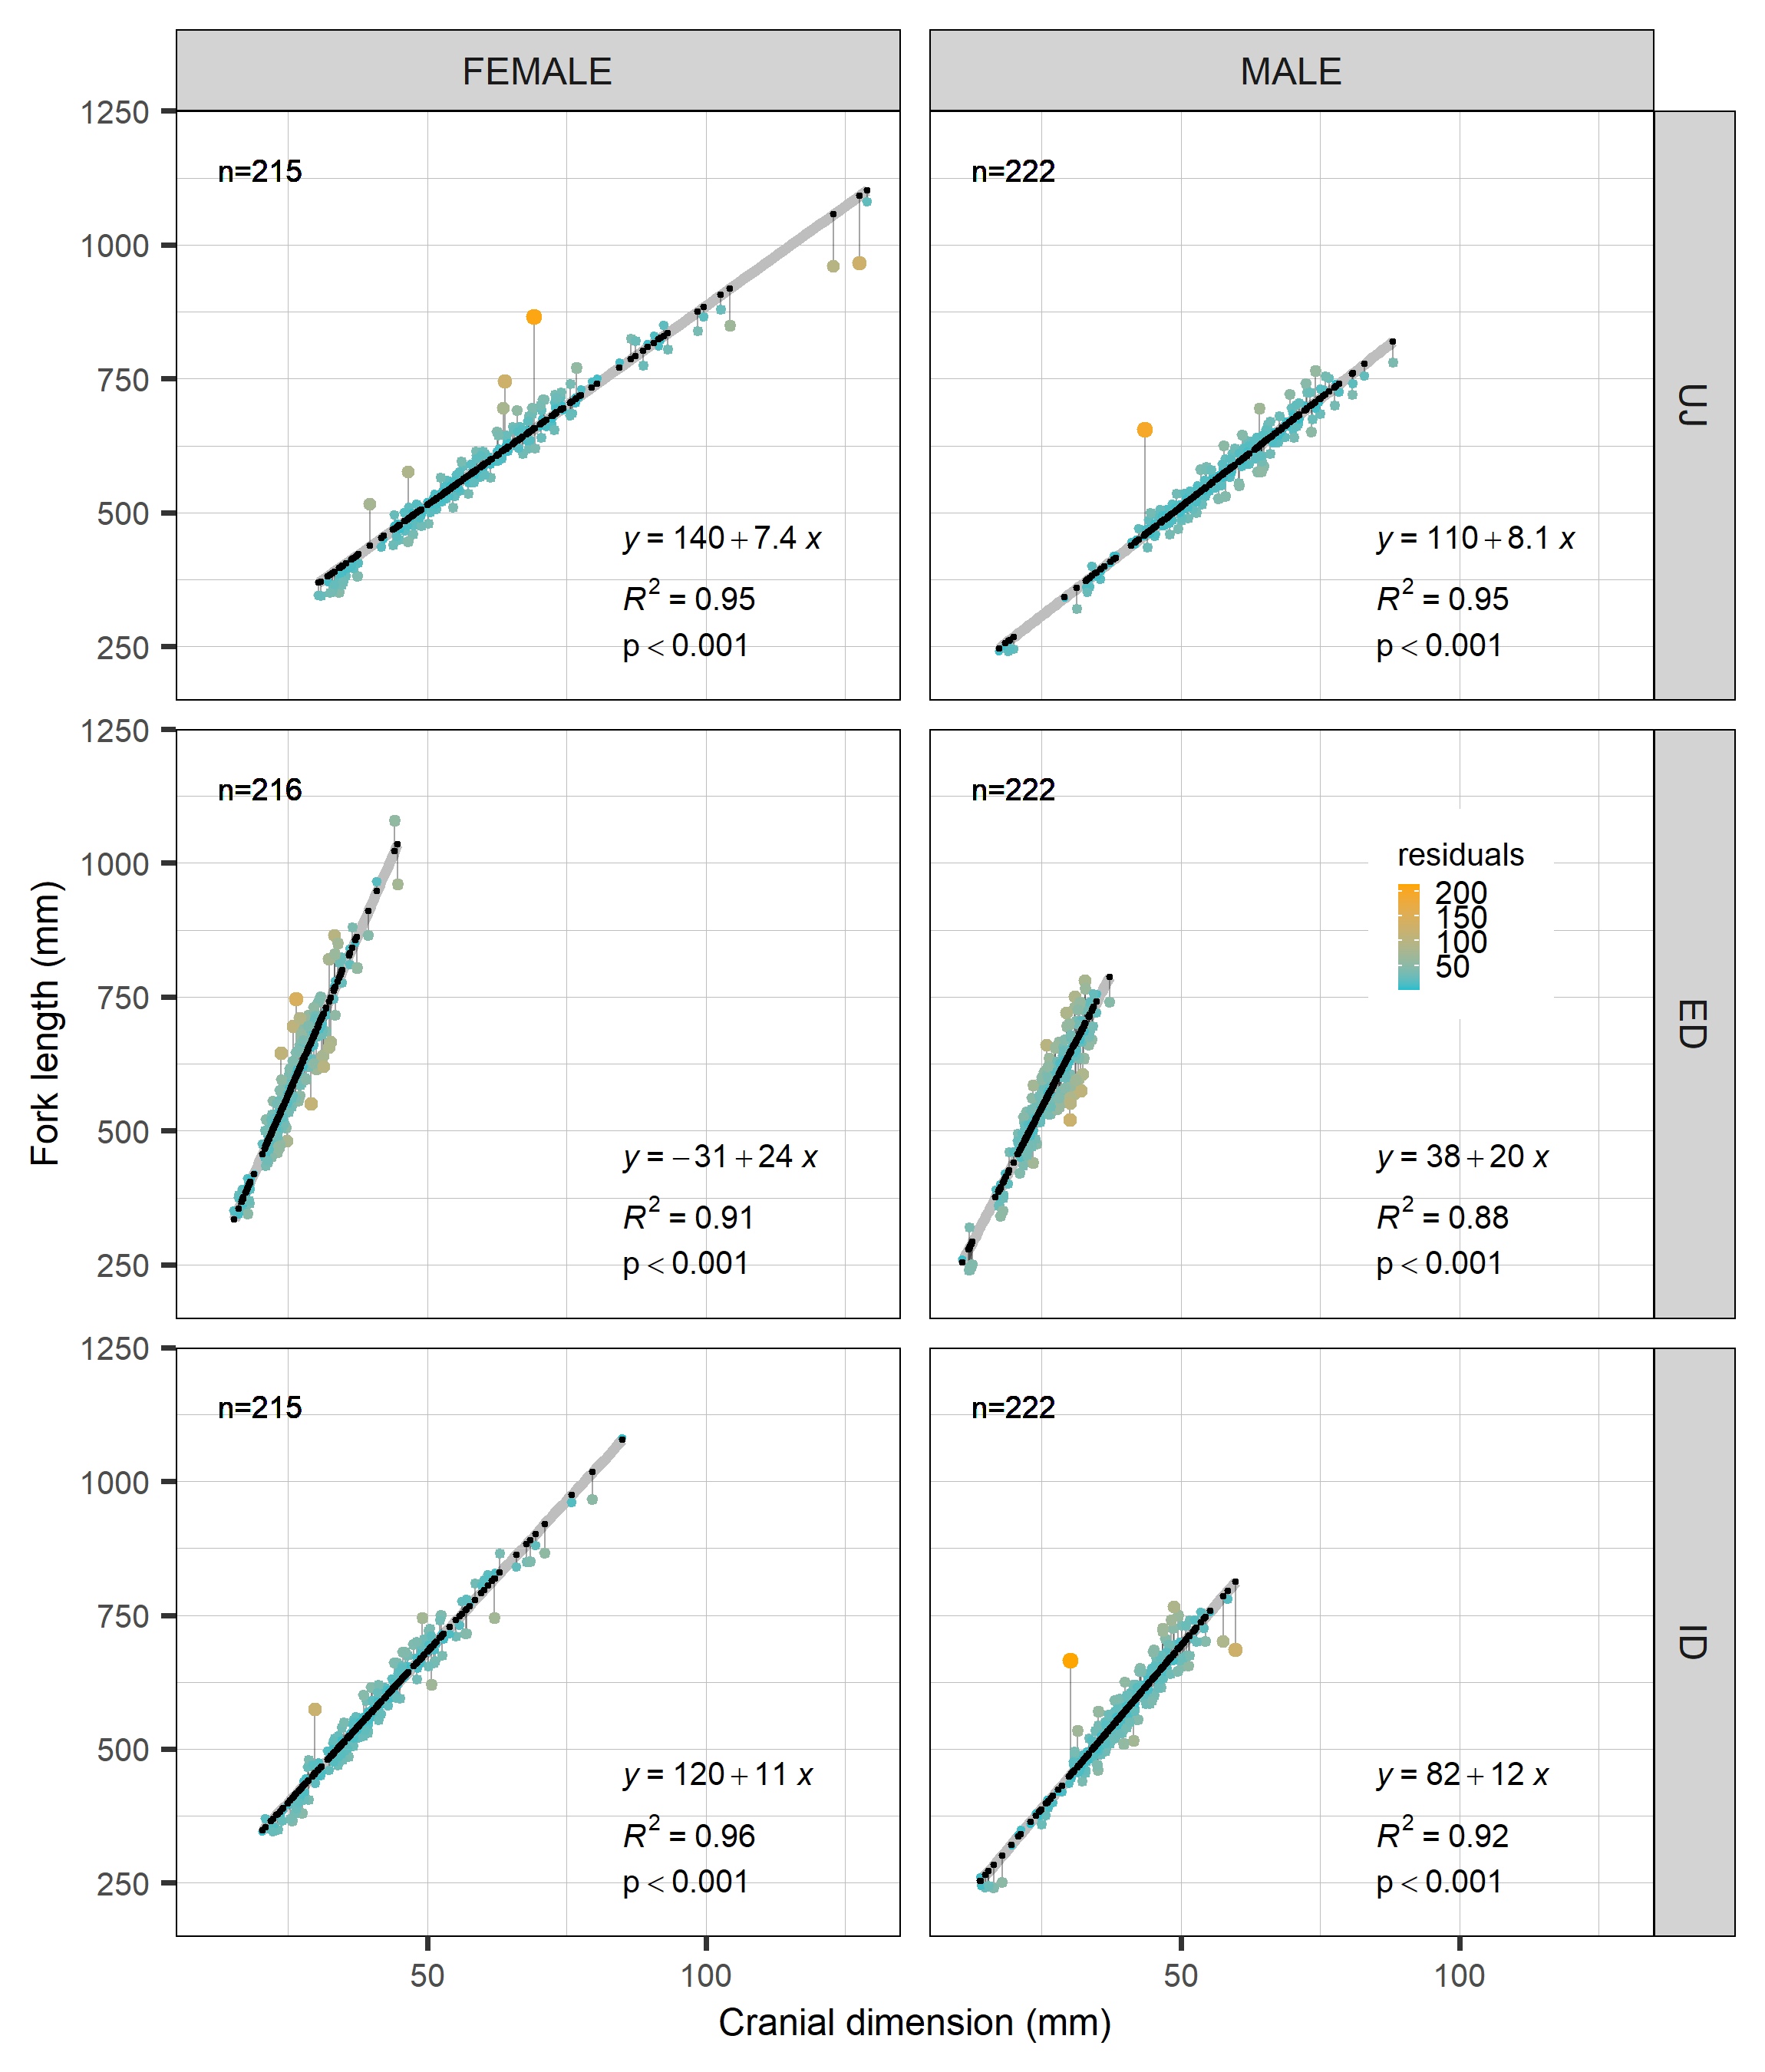 FEMALE
MALE
1250
1000
750
500
250
n=215
y = 140 + 7.4 x
R² = 0.95
p < 0.001
n=222
y = 110 + 8.1 x
R² = 0.95
p < 0.001
UJ
Fork length (mm)
1250
1000
750
500
250
n=216
y = −31 + 24 x
R² = 0.91
p < 0.001
n=222
residuals
200
150
100
50
y = 38 + 20 x
R² = 0.88
p < 0.001
ED
1250
1000
750
500
250
n=215
y = 120 + 11 x
R² = 0.96
p < 0.001
n=222
y = 82 + 12 x
R² = 0.92
p < 0.001
ID
50
100
50
100
Cranial dimension (mm)